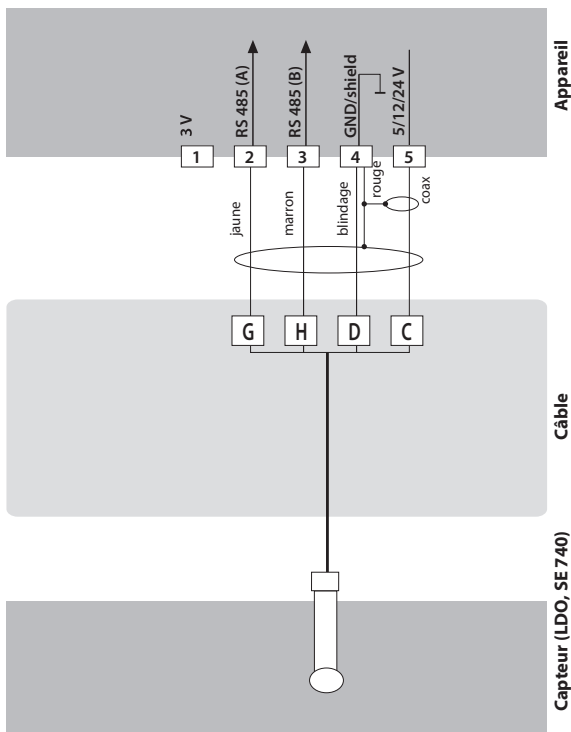 Appareil
3 V
RS 485 (A)
RS 485 (B)
GND/shield
5/12/24 V
1
2
3
4
5
jaune
marron
blindage
rouge
coax
G
H
D
C
Câble
Capteur (LDO, SE 740)